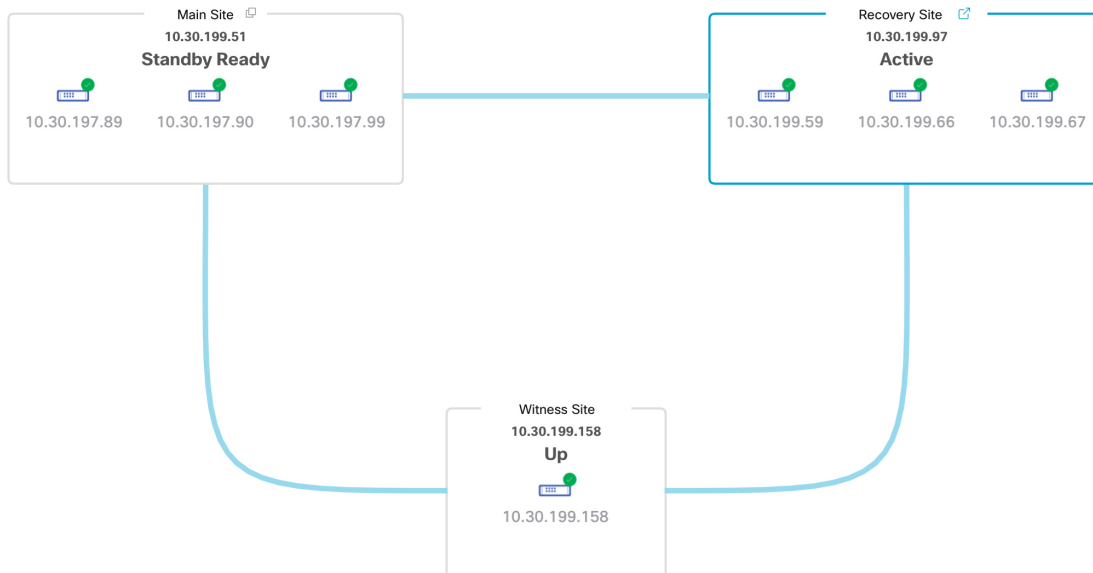 Main Site
10.30.199.51
Standby Ready
10.30.197.89 10.30.197.90 10.30.197.99
Recovery Site
10.30.199.97
Active
10.30.199.59 10.30.199.66 10.30.199.67
Witness Site
10.30.199.158
Up
10.30.199.158